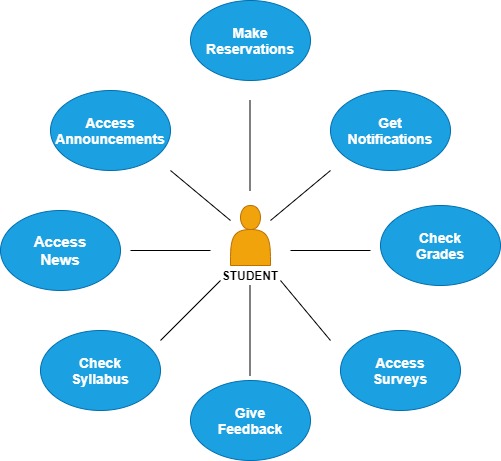 Make
Reservations
Access
Announcements
Get
Notifications
Access
News
Check
Grades
STUDENT
Check
Syllabus
Access
Surveys
Give
Feedback